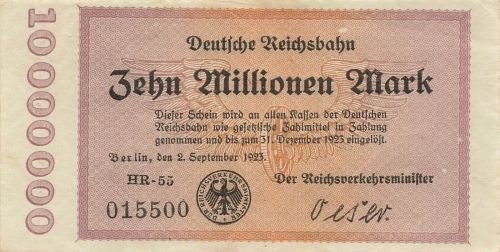 10000000
Deutsche Reichsbahn
Zehn Millionen Mark
Dieser Schein wird an allen Kassen der Deutschen
Reichsbahn wie gesetzliche Zahlmittel in Zahlung
genommen und bis zum 31. Dezember 1923 eingelöst.
Berlin, den 2. September 1923.
HR-55
Der Reichsverkehrsminister
015500
Oeser.